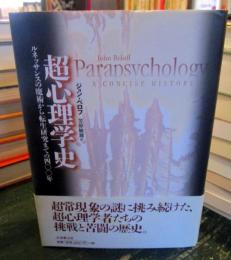 ジョン・ベロフ
John Beloff
Parapsychology
A CONCISE HISTORY
超心理学史
ルネッサンスの魔術から転生研究までの四〇〇年
超常現象の謎に挑み続けた、
超心理学者たちの
挑戦と苦闘の歴史。